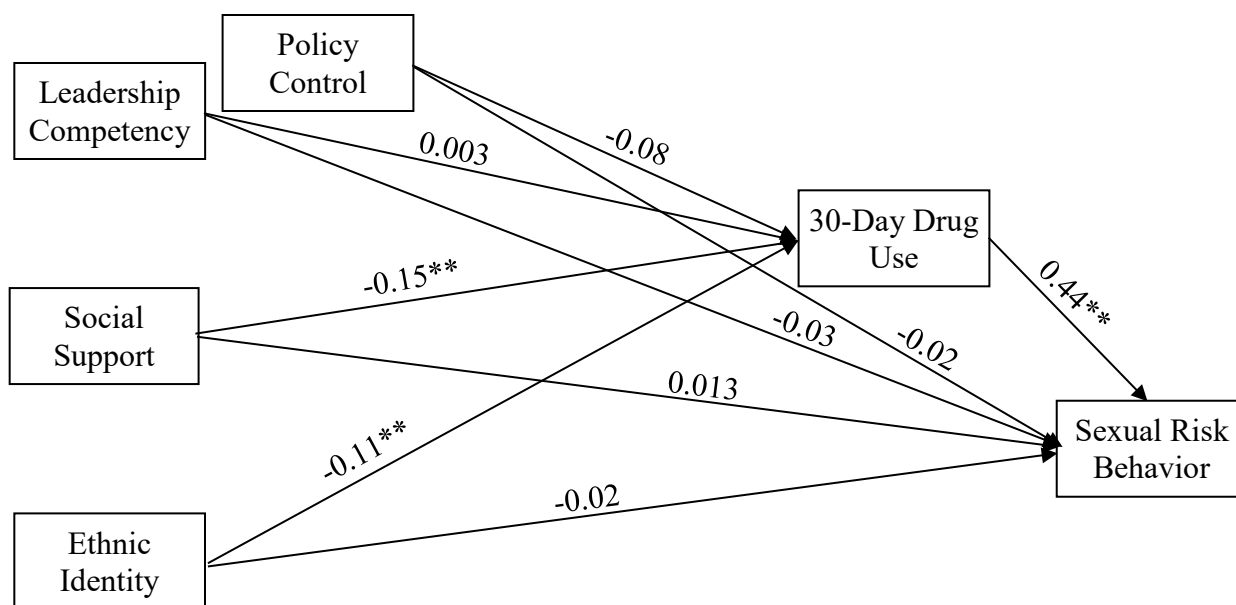 Policy
Control
Leadership
Competency
0.003
-0.08
30-Day Drug
Use
-0.15**
0.44**
Social
Support
-0.03
-0.02
0.013
Sexual Risk
Behavior
-0.11**
-0.02
Ethnic
Identity